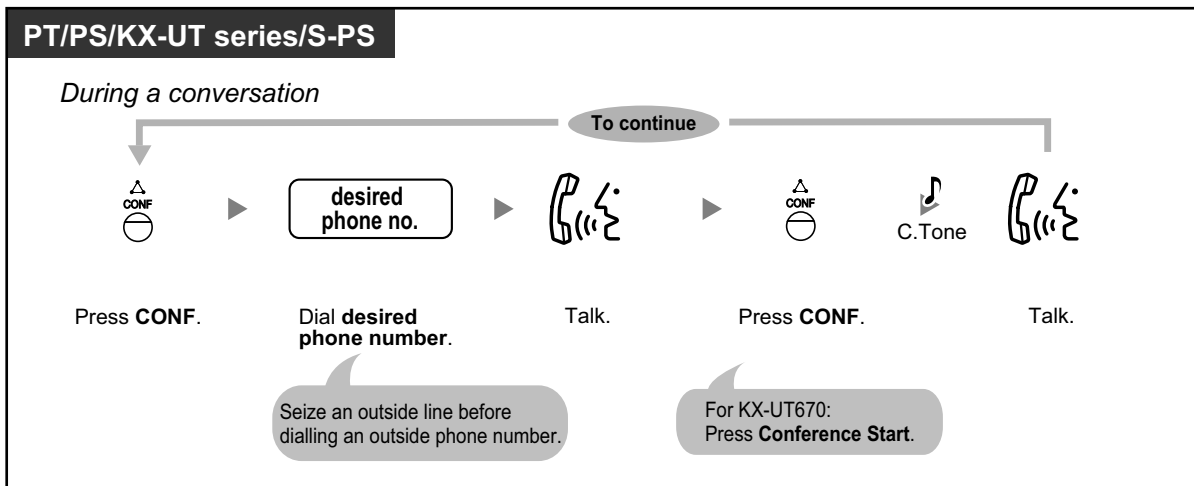 PT/PS/KX-UT series/S-PS
During a conversation
To continue
CONF
desired
phone no.
CONF
C.Tone
Press CONF.
Dial desired
phone number.
Talk.
Press CONF.
Talk.
Seize an outside line before
dialling an outside phone number.
For KX-UT670:
Press Conference Start.